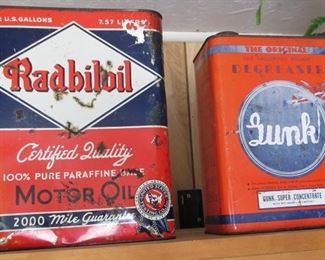 U.S. GALLONS 7.57 LITERS
Radbiloil
Certified Quality
100% PURE PARAFFINE BASE
MOTOR OIL
2000 Mile Guarantee
THE ORIGINAL
DEGREASER
Gunk
GUNK SUPER CONCENTRATE